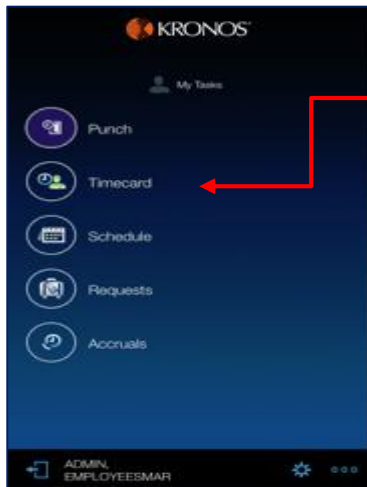 KRONOS
My Tasks
Punch
Timecard
Schedule
Requests
Accruals
ADMIN,
EMPLOYEESMAR